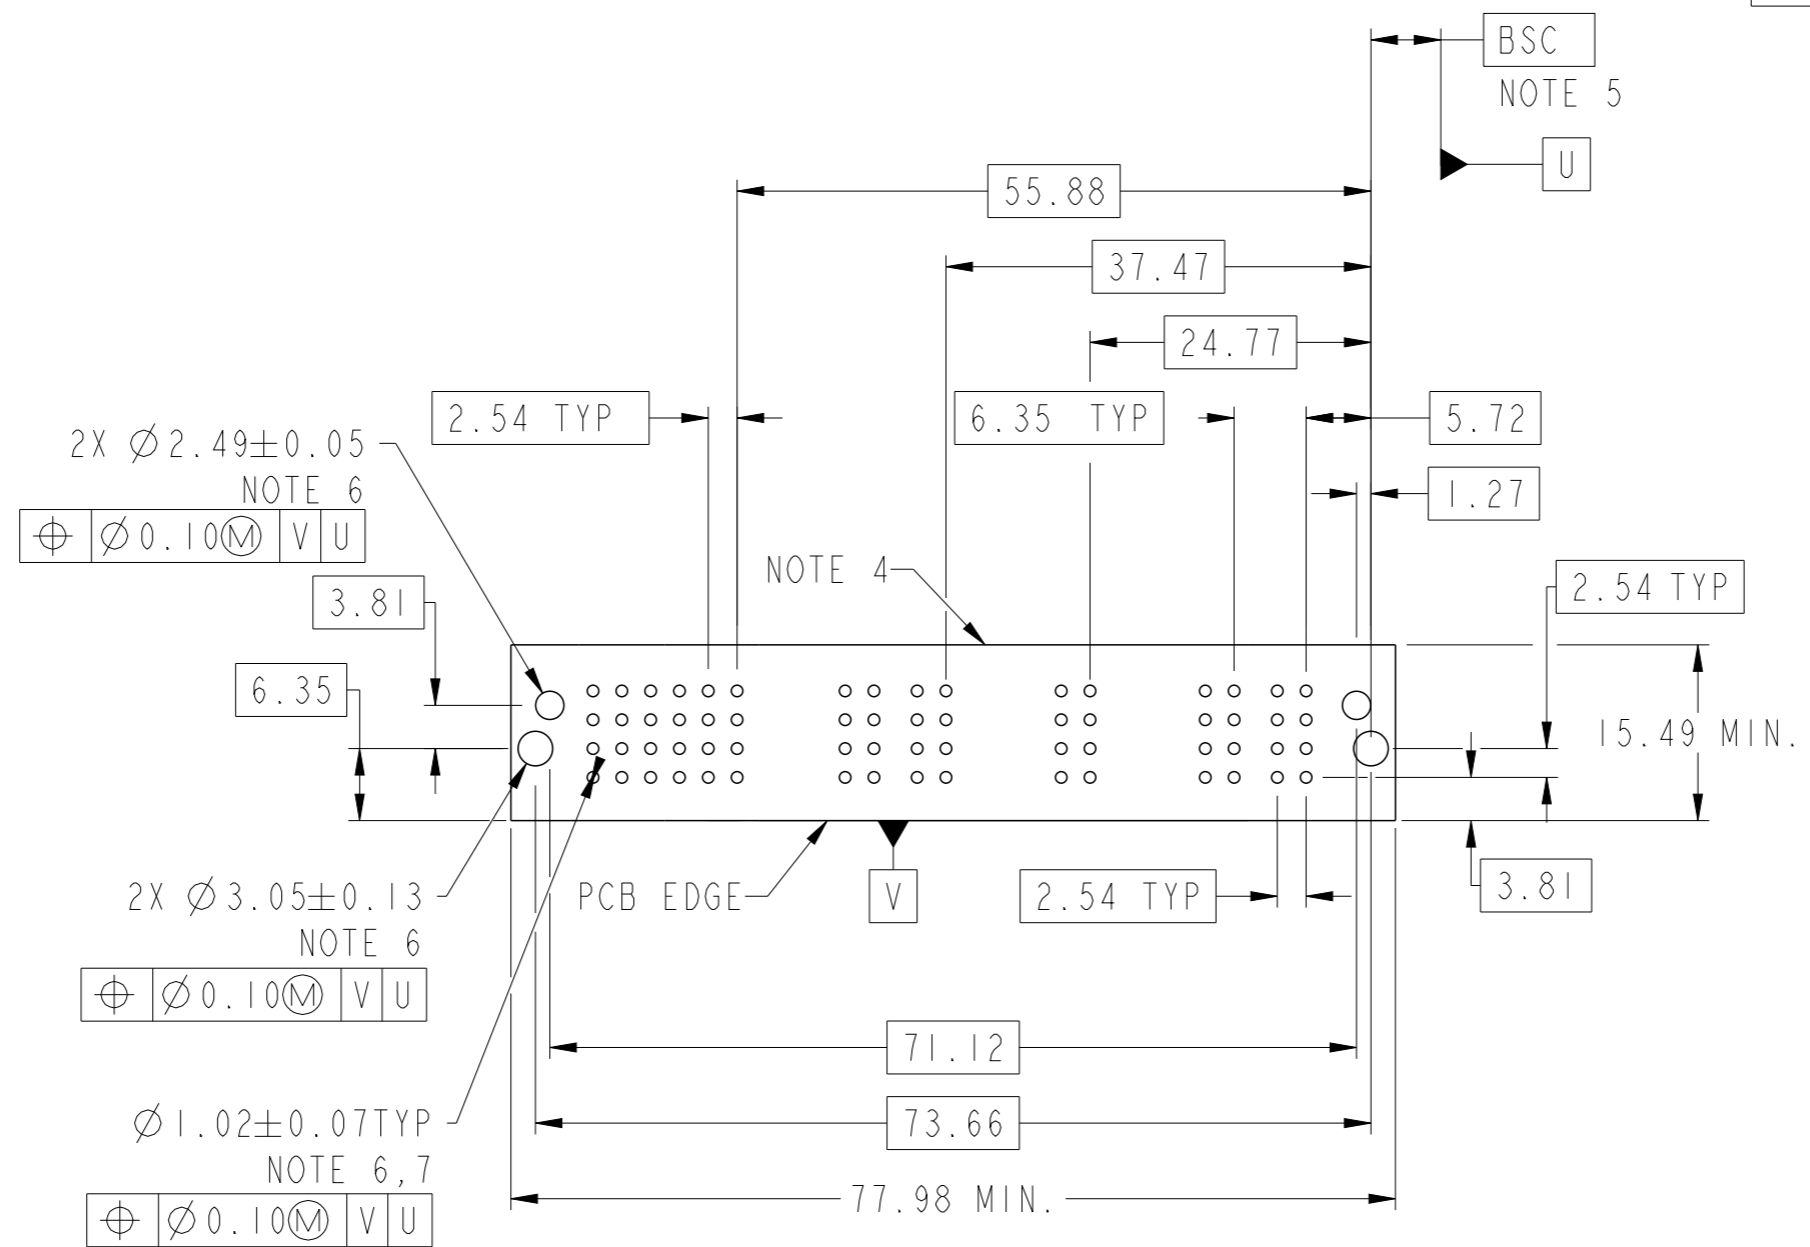 BSC
NOTE 5
U
55.88
37.47
24.77
2.54 TYP
6.35 TYP
5.72
2X ∅2.49±0.05
NOTE 6
⌖ ∅0.10Ⓜ V U
1.27
NOTE 4
2.54 TYP
3.81
6.35
15.49 MIN.
2X ∅3.05±0.13
NOTE 6
⌖ ∅0.10Ⓜ V U
PCB EDGE
V
2.54 TYP
3.81
71.12
∅1.02±0.07TYP
NOTE 6,7
⌖ ∅0.10Ⓜ V U
73.66
77.98 MIN.